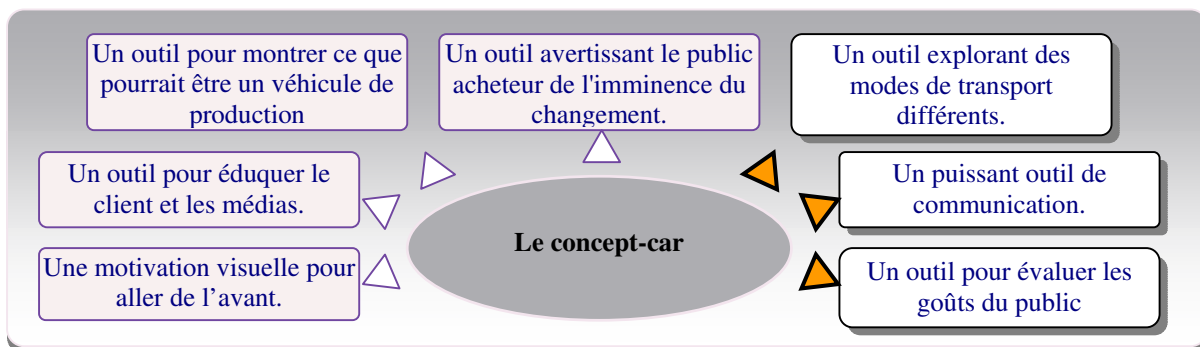 Un outil pour montrer ce que
pourrait être un véhicule de
production
Un outil avertissant le public
acheteur de l'imminence du
changement.
Un outil explorant des
modes de transport
différents.
Un outil pour éduquer le
client et les médias.
Un puissant outil de
communication.
Le concept-car
Une motivation visuelle pour
aller de l’avant.
Un outil pour évaluer les
goûts du public